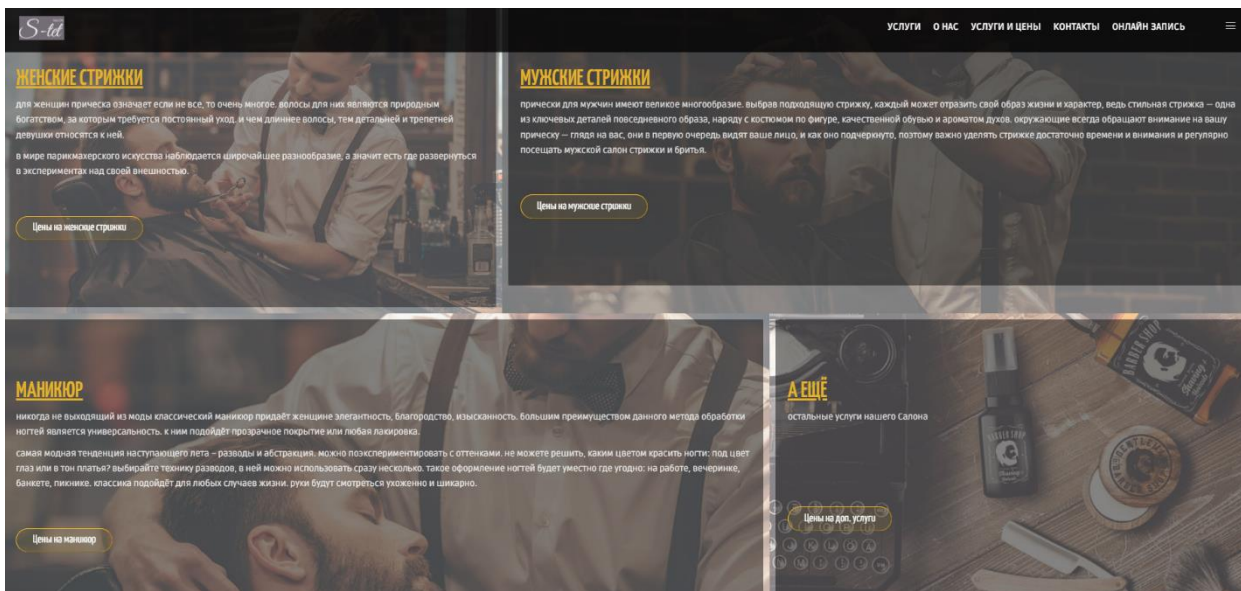 S-tet
УСЛУГИ О НАС УСЛУГИ И ЦЕНЫ КОНТАКТЫ ОНЛАЙН ЗАПИСЬ
ЖЕНСКИЕ СТРИЖКИ
для женщин прическа означает если не все, то очень многое. волосы для них являются природным
богатством, за которым требуется постоянный уход. и чем длиннее волосы, тем детальней и трепетней
девушки относятся к ней.
в мире парикмахерского искусства наблюдается широчайшее разнообразие, а значит есть где развернуться
в экспериментах над своей внешностью.
Цены на женские стрижки
МУЖСКИЕ СТРИЖКИ
прически для мужчин имеют великое многообразие. выбрав подходящую стрижку, каждый может отразить свой образ жизни и характер, ведь стильная стрижка — одна
из ключевых деталей повседневного образа, наряду с костюмом по фигуре, качественной обувью и ароматом духов. окружающие всегда обращают внимание на вашу
прическу — глядя на вас, они в первую очередь видят ваше лицо, и как оно подчеркнуто, поэтому важно уделять стрижке достаточно времени и внимания и регулярно
посещать мужской салон стрижки и бритья.
Цены на мужские стрижки
МАНИКЮР
никогда не выходящий из моды классический маникюр придаёт женщине элегантность, благородство, изысканность. большим преимуществом данного метода обработки
ногтей является универсальность. к ним подойдёт прозрачное покрытие или любая лакировка.
самая модная тенденция наступающего лета – разводы и абстракция. можно поэкспериментировать с оттенками. не можете решить, каким цветом красить ногти: под цвет
глаз или в тон платья? выбирайте технику разводов, в ней можно использовать сразу несколько. такое оформление ногтей будет уместно где угодно: на работе, вечеринке,
банкете, пикнике. классика подойдёт для любых случаев жизни. руки будут смотреться ухоженно и шикарно.
Цены на маникюр
А ЕЩЁ
остальные услуги нашего Салона
Цены на доп. услуги
BARBER SHOP
BARBER SHOP
GENTLEMEN